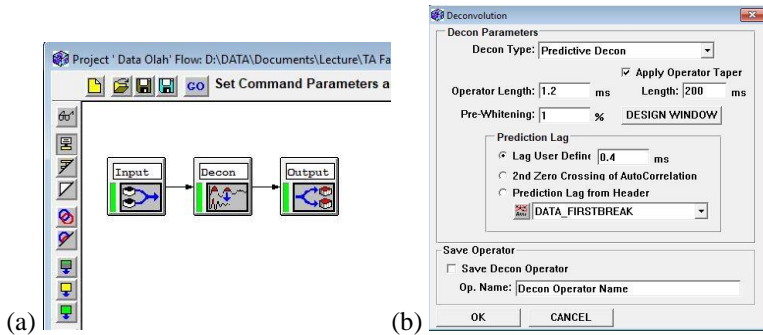 Project ' Data Olah' Flow: D:\DATA\Documents\Lecture\TA Fa
GO Set Command Parameters a
Input
Decon
Output
(a)
Deconvolution
Decon Parameters
Decon Type: Predictive Decon
Apply Operator Taper
Operator Length: 1.2 ms Length: 200 ms
Pre-Whitening: 1 % DESIGN WINDOW
Prediction Lag
Lag User Define 0.4 ms
2nd Zero Crossing of AutoCorrelation
Prediction Lag from Header
DATA_FIRSTBREAK
Save Operator
Save Decon Operator
Op. Name: Decon Operator Name
OK CANCEL
(b)